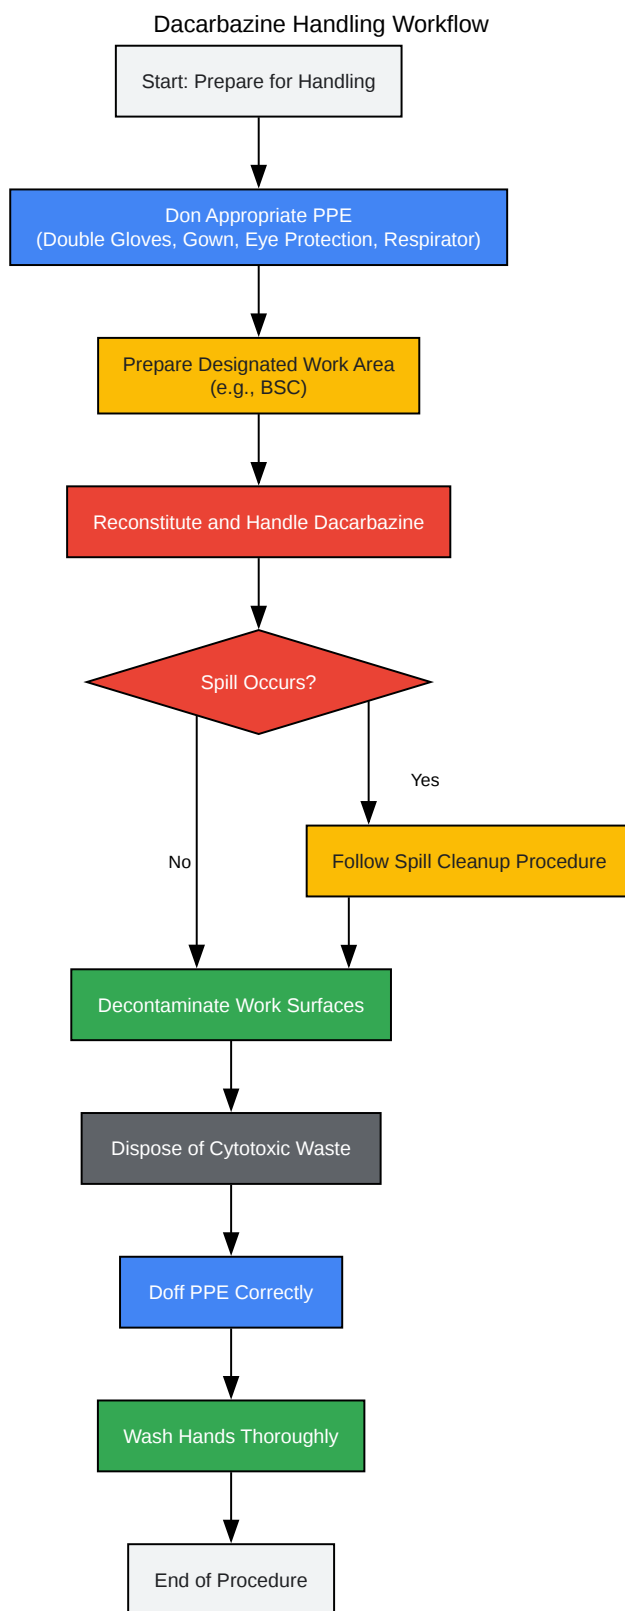 Dacarbazine Handling Workflow
Start: Prepare for Handling
Don Appropriate PPE
(Double Gloves, Gown, Eye Protection, Respirator)
Prepare Designated Work Area
(e.g., BSC)
Reconstitute and Handle Dacarbazine
Spill Occurs?
Yes
No
Follow Spill Cleanup Procedure
Decontaminate Work Surfaces
Dispose of Cytotoxic Waste
Doff PPE Correctly
Wash Hands Thoroughly
End of Procedure